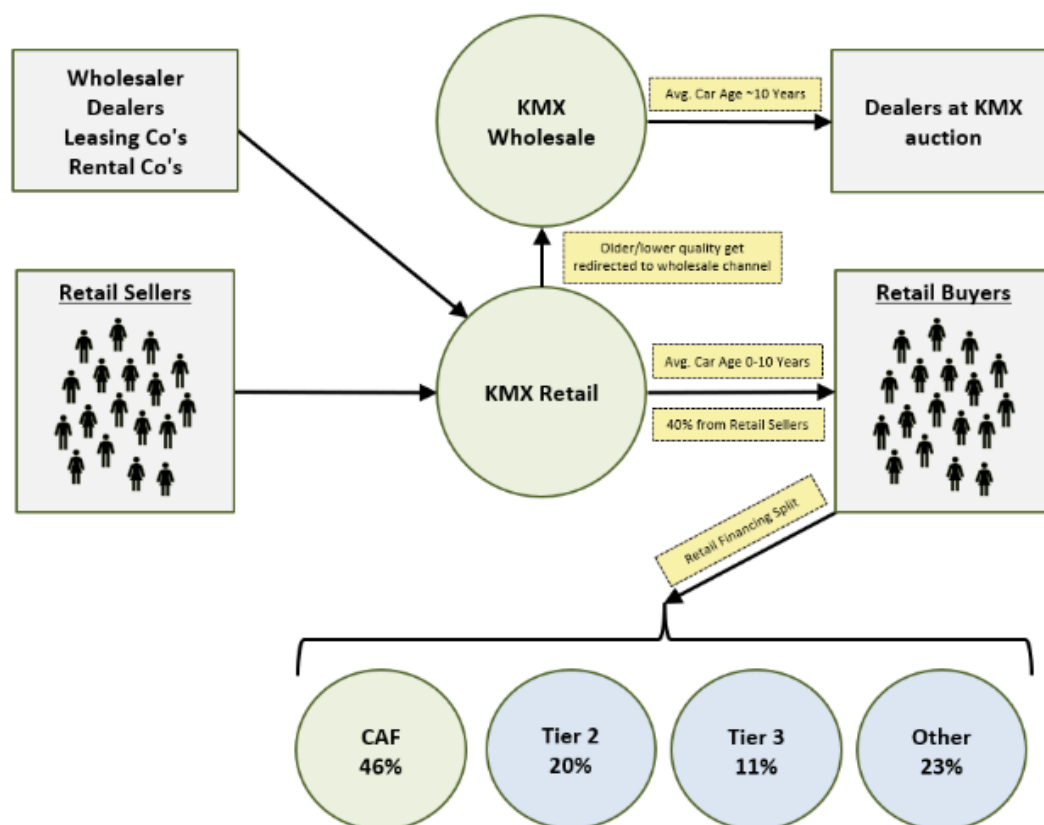 Wholesaler
Dealers
Leasing Co's
Rental Co's
KMX
Wholesale
Avg. Car Age ~10 Years
Dealers at KMX
auction
Older/lower quality get
redirected to wholesale channel
Retail Sellers
KMX Retail
Avg. Car Age 0-10 Years
40% from Retail Sellers
Retail Buyers
Retail Financing Split
CAF
46%
Tier 2
20%
Tier 3
11%
Other
23%